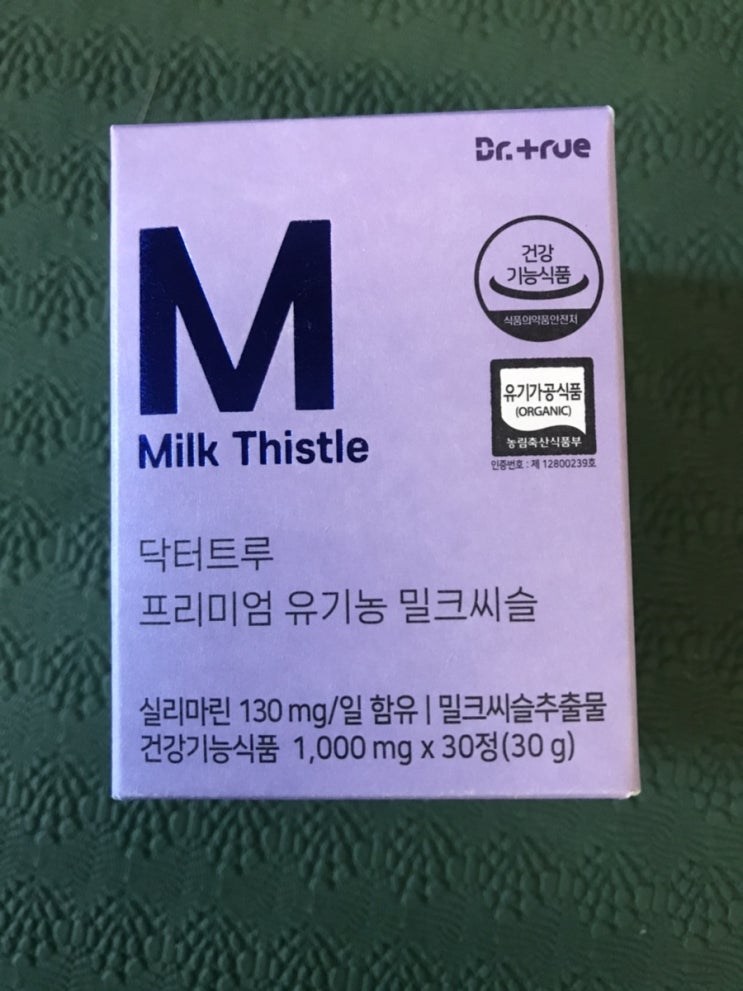 Dr.true
건강
기능식품
식품의약품안전처
유기가공식품
(ORGANIC)
농림축산식품부
인증번호 : 제 12800239호
M
Milk Thistle
닥터트루
프리미엄 유기농 밀크씨슬
실리마린 130 mg/일 함유 | 밀크씨슬추출물
건강기능식품 1,000 mg x 30정(30 g)